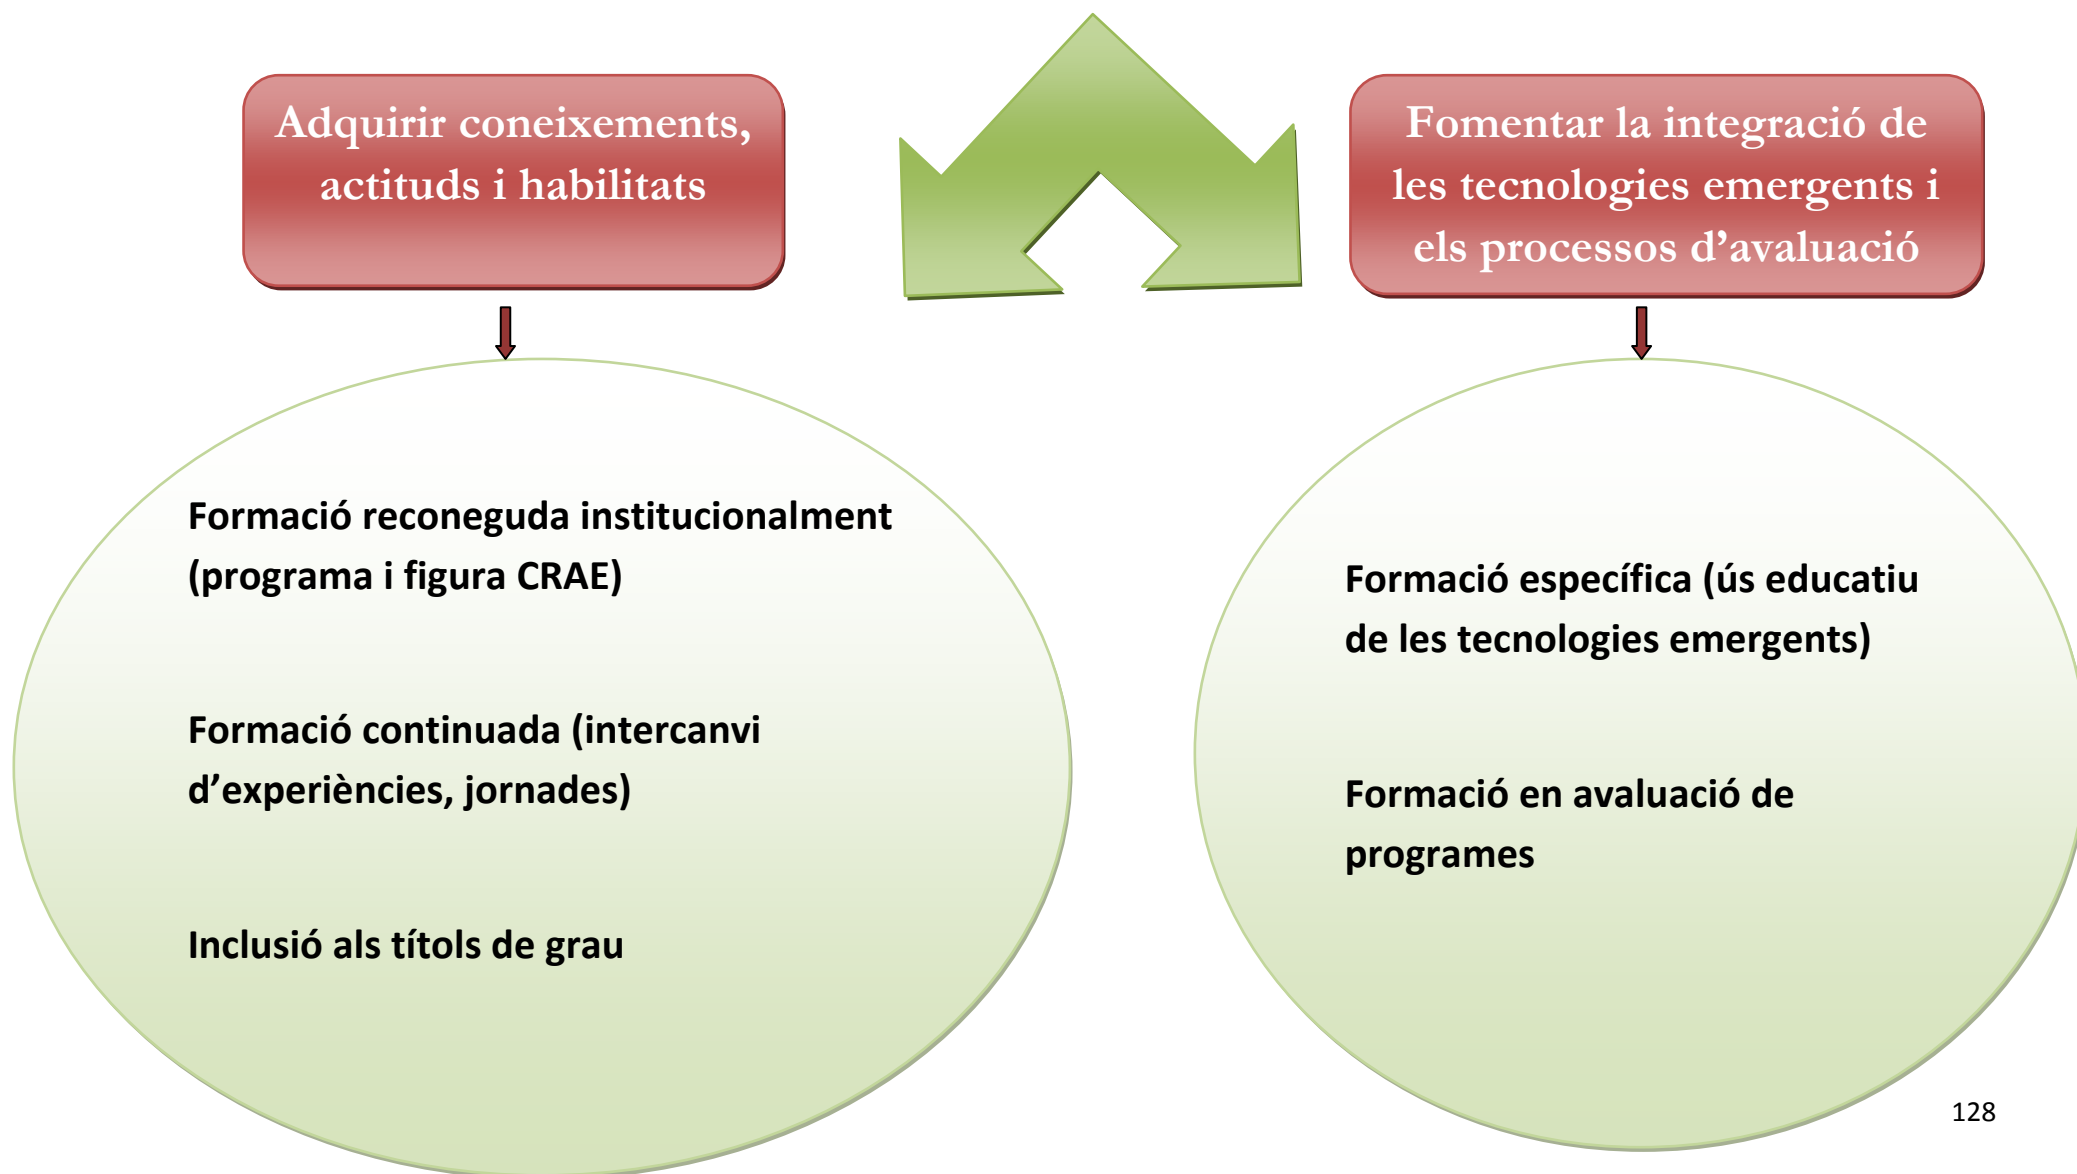 Adquirir coneixements,
actituds i habilitats
Fomentar la integració de
les tecnologies emergents i
els processos d’avaluació
Formació reconeguda institucionalment
(programa i figura CRAE)
Formació continuada (intercanvi
d’experiències, jornades)
Inclusió als títols de grau
Formació específica (ús educatiu
de les tecnologies emergents)
Formació en avaluació de
programes
128